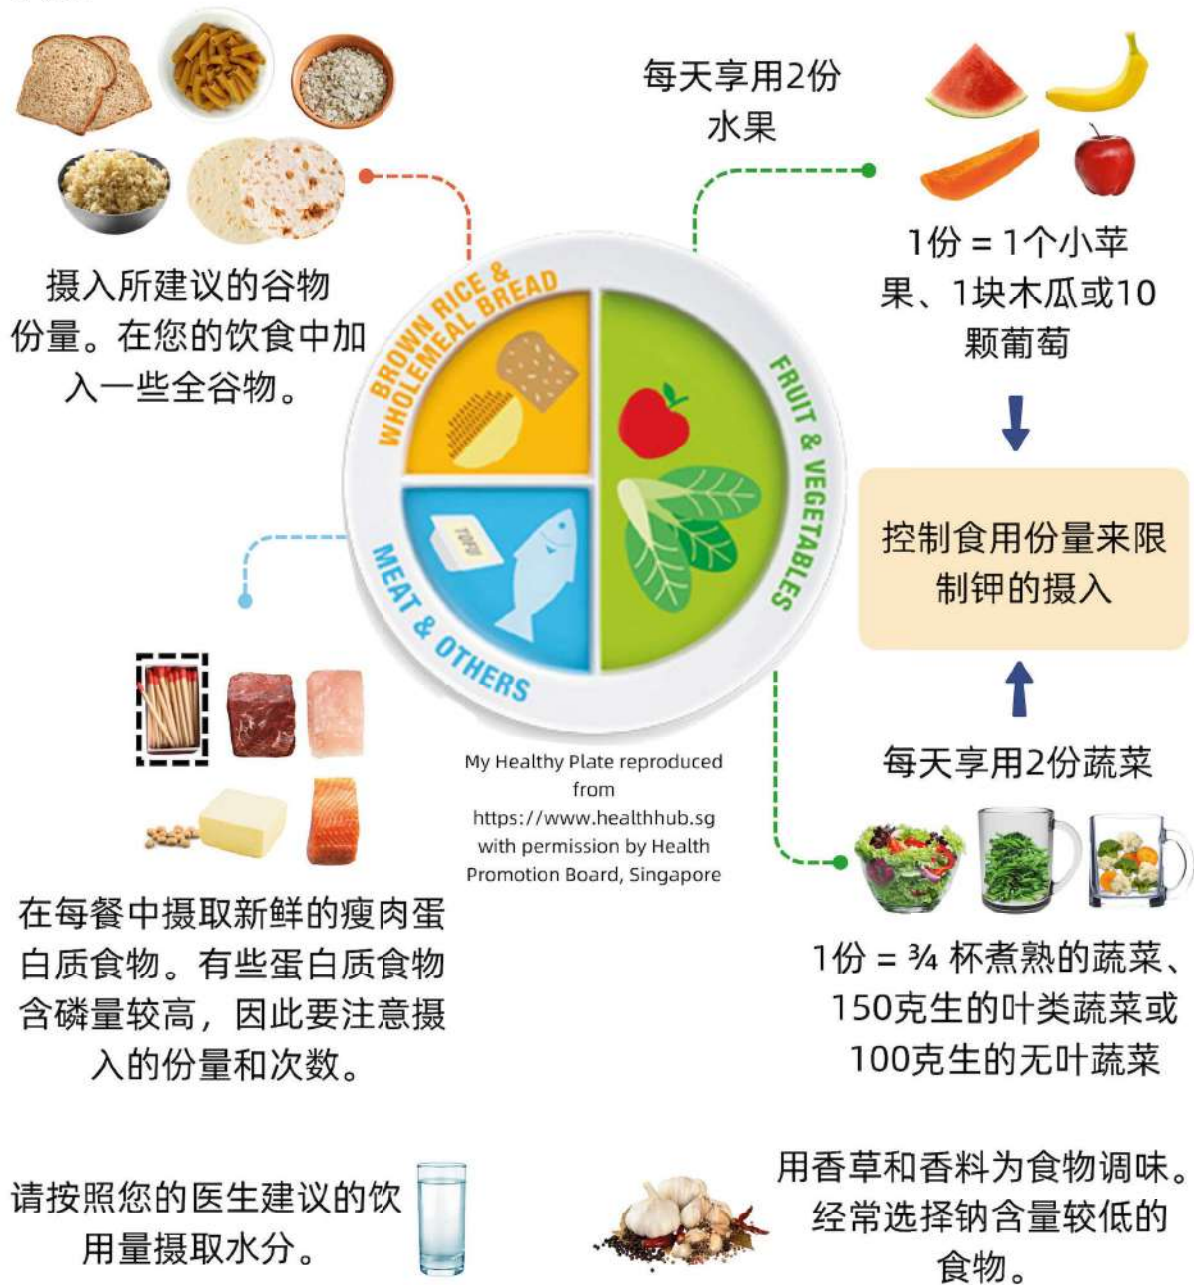 每天享用2份
水果
1份 = 1个小苹
果、1块木瓜或10
颗葡萄
摄入所建议的谷物
份量。在您的饮食中加
入一些全谷物。
BROWN RICE &
WHOLEMEAL BREAD
FRUIT & VEGETABLES
TOFU
MEAT & OTHERS
控制食用份量来限
制钾的摄入
My Healthy Plate reproduced
from
https://www.healthhub.sg
with permission by Health
Promotion Board, Singapore
每天享用2份蔬菜
在每餐中摄取新鲜的瘦肉蛋
白质食物。有些蛋白质食物
含磷量较高，因此要注意摄
入的份量和次数。
1份 = ¾ 杯煮熟的蔬菜、
150克生的叶类蔬菜或
100克生的无叶蔬菜
请按照您的医生建议的饮
用量摄取水分。
用香草和香料为食物调味。
经常选择钠含量较低的
食物。